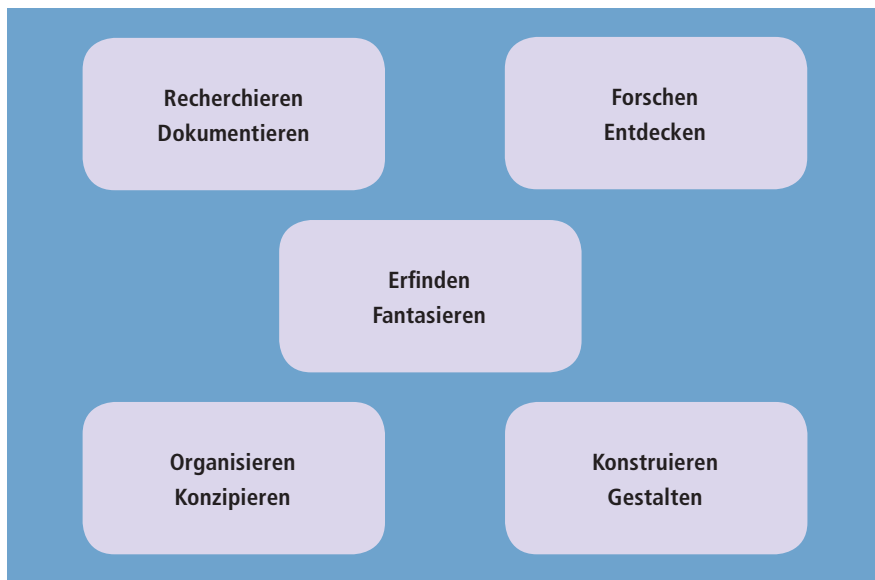 Recherchieren
Dokumentieren
Forschen
Entdecken
Erfinden
Fantasieren
Organisieren
Konzipieren
Konstruieren
Gestalten